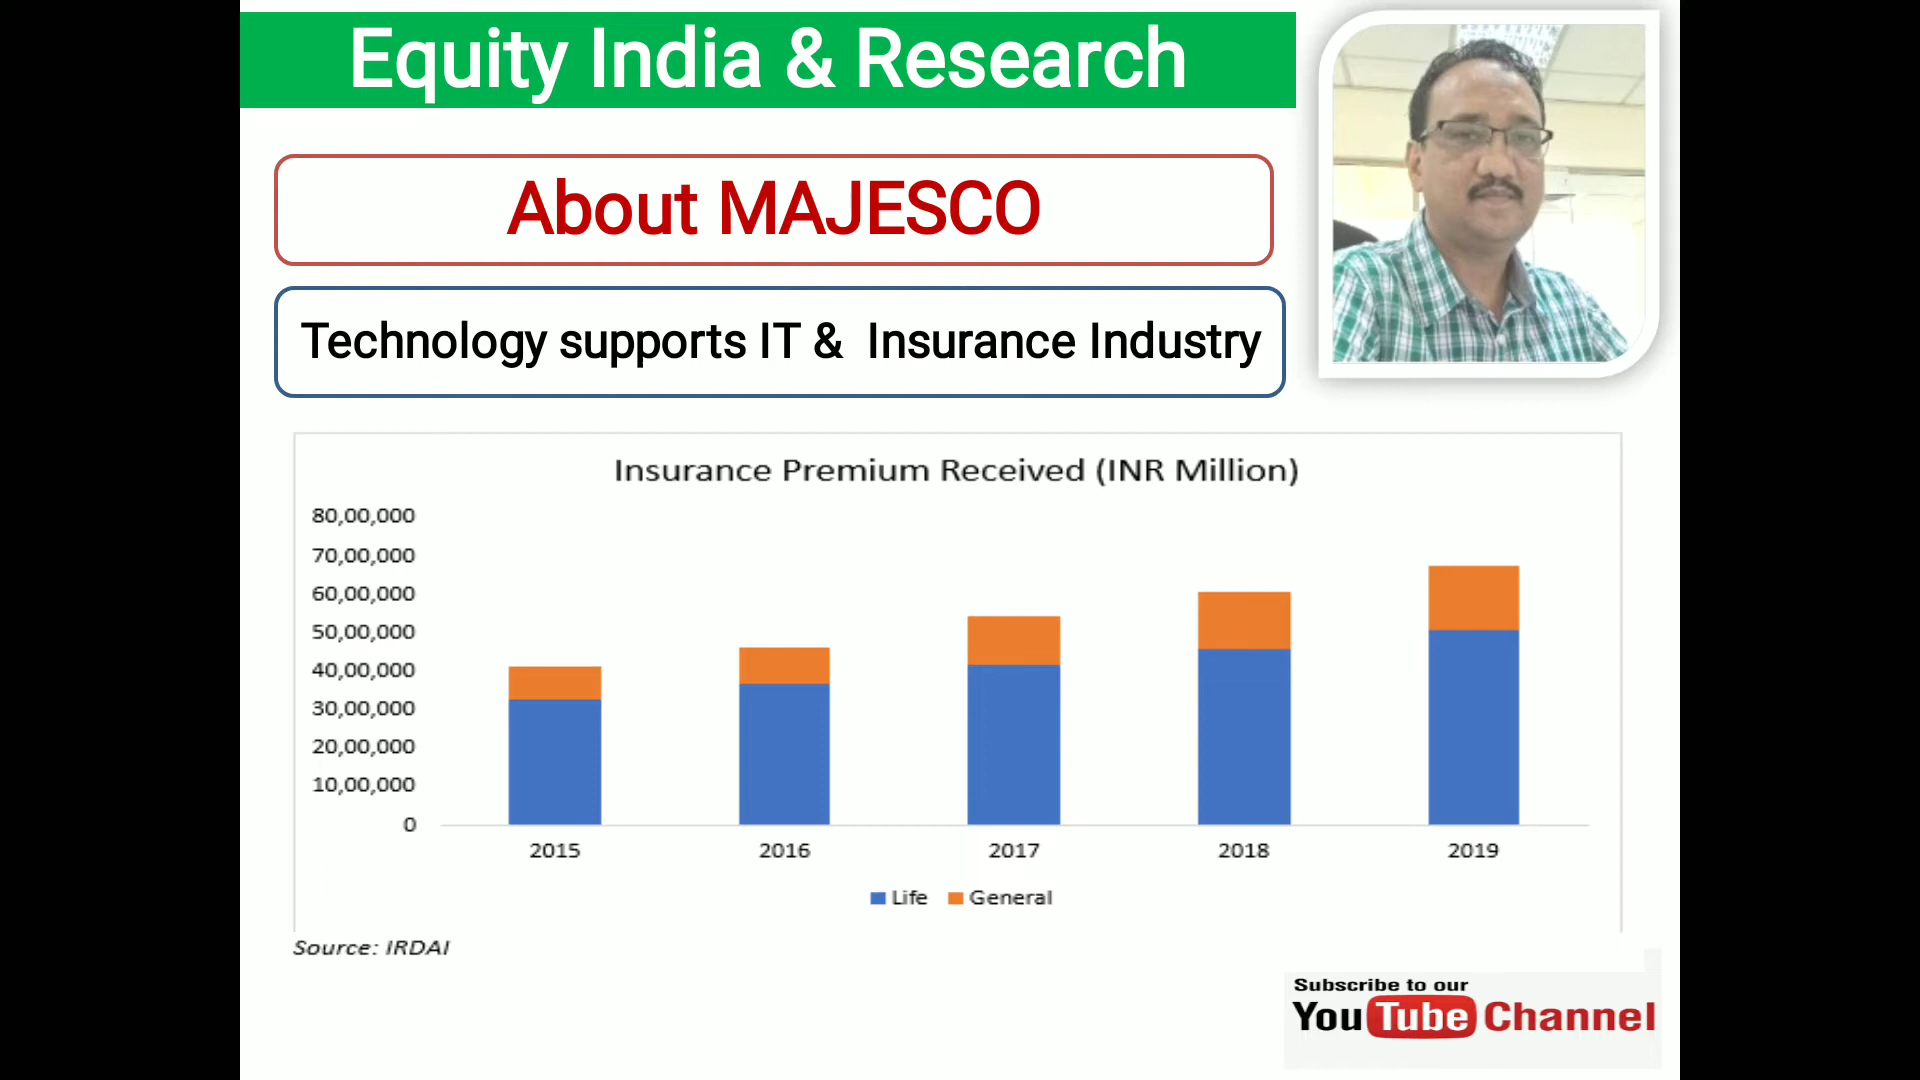 Equity India & Research
About MAJESCO
Technology supports IT & Insurance Industry
Insurance Premium Received (INR Million)
80,00,000
70,00,000
60,00,000
50,00,000
40,00,000
30,00,000
20,00,000
10,00,000
0
2015 2016 2017 2018 2019
Life General
Source: IRDAI
Subscribe to our
YouTube Channel